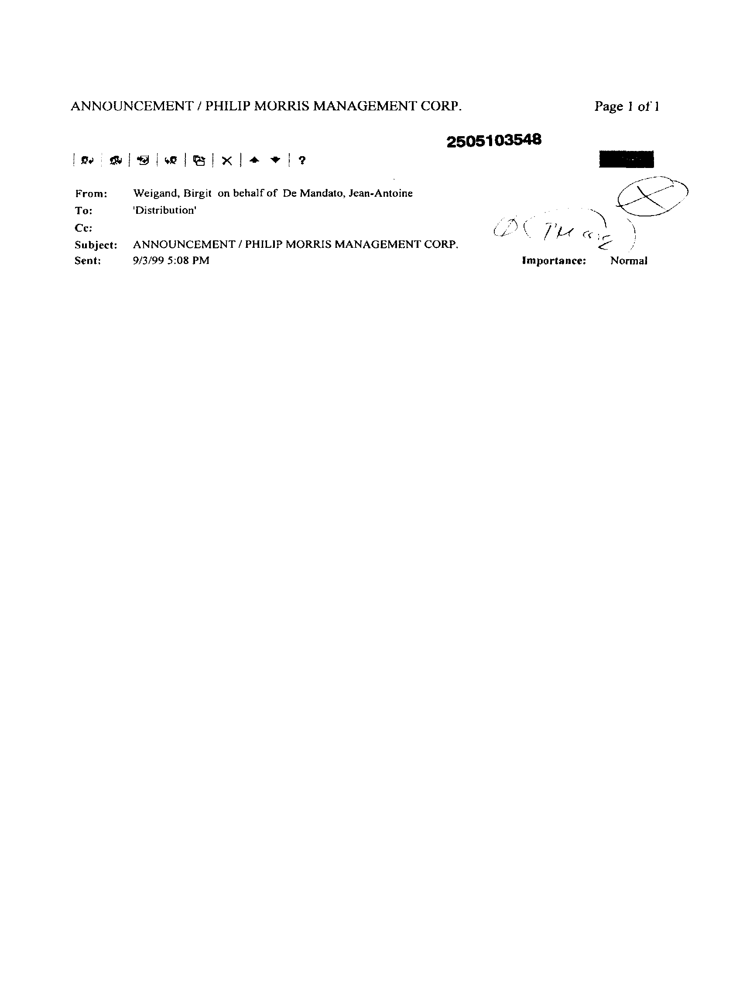 ANNOUNCEMENT / PHILIP MORRIS MANAGEMENT CORP. Page 1 of 1
2505103548
?
From: Weigand, Birgit on behalf of De Mandato, Jean-Antoine
To: 'Distribution'
Cc:
Subject: ANNOUNCEMENT / PHILIP MORRIS MANAGEMENT CORP.
Sent: 9/3/99 5:08 PM Importance: Normal